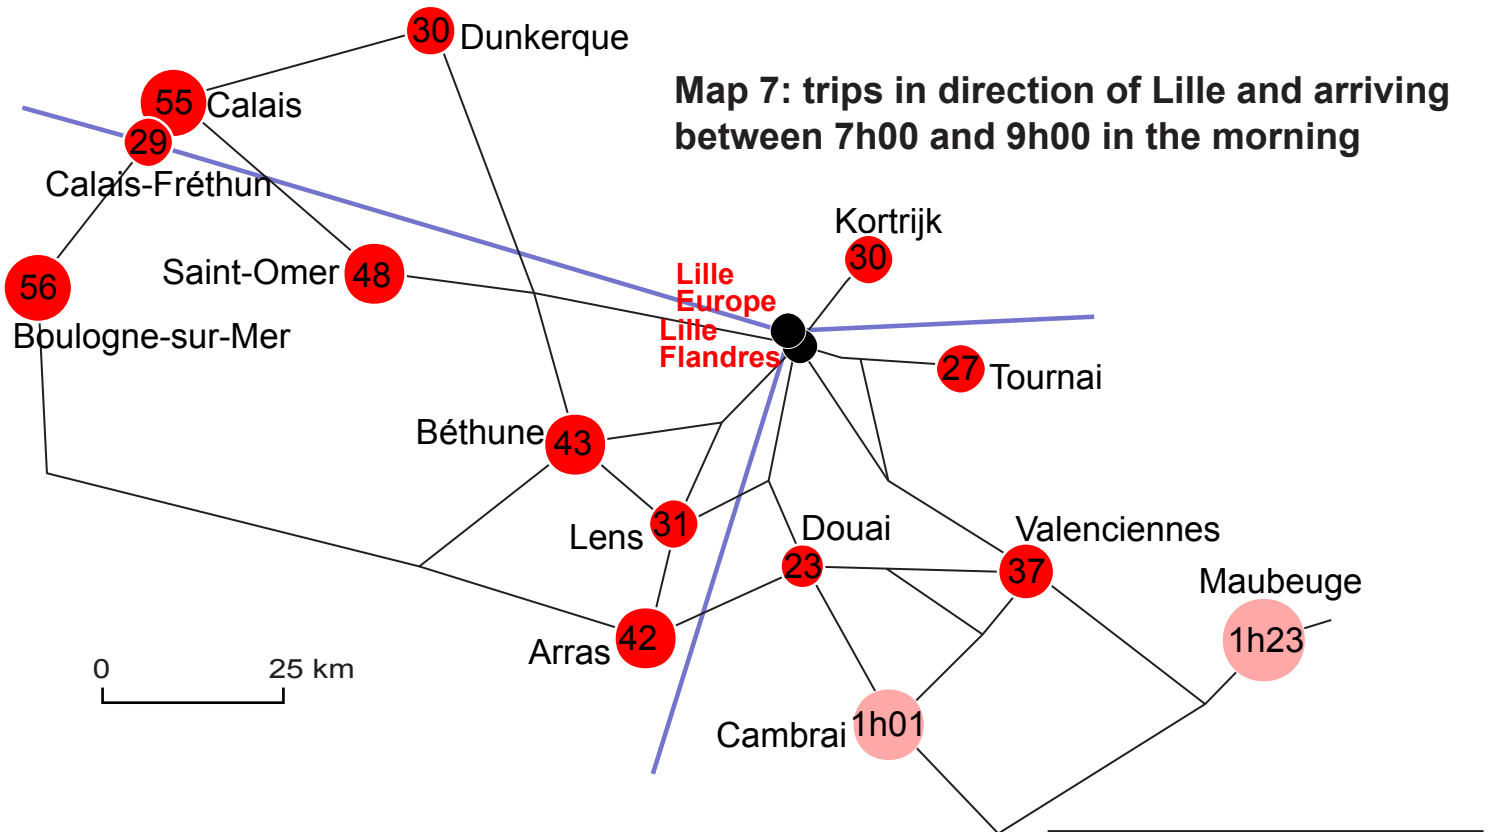 30 Dunkerque
Map 7: trips in direction of Lille and arriving
between 7h00 and 9h00 in the morning
55 Calais
29
Calais-Fréthun
Kortrijk
30
Saint-Omer 48
56
Boulogne-sur-Mer
Lille
Europe
Lille
Flandres
27 Tournai
Béthune 43
Lens 31
Douai
23
Valenciennes
37
Maubeuge
1h23
Arras 42
0 25 km
Cambrai 1h01